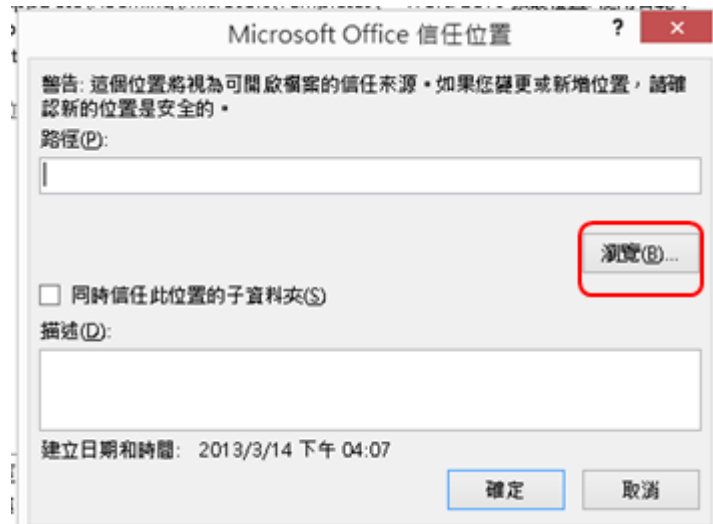 Microsoft Office 信任位置
警告: 這個位置將視為可開啟檔案的信任來源。如果您變更或新增位置，請確
認新的位置是安全的。
路徑(P):
瀏覽(B)...
同時信任此位置的子資料夾(S)
描述(D):
建立日期和時間: 2013/3/14 下午 04:07
確定 取消